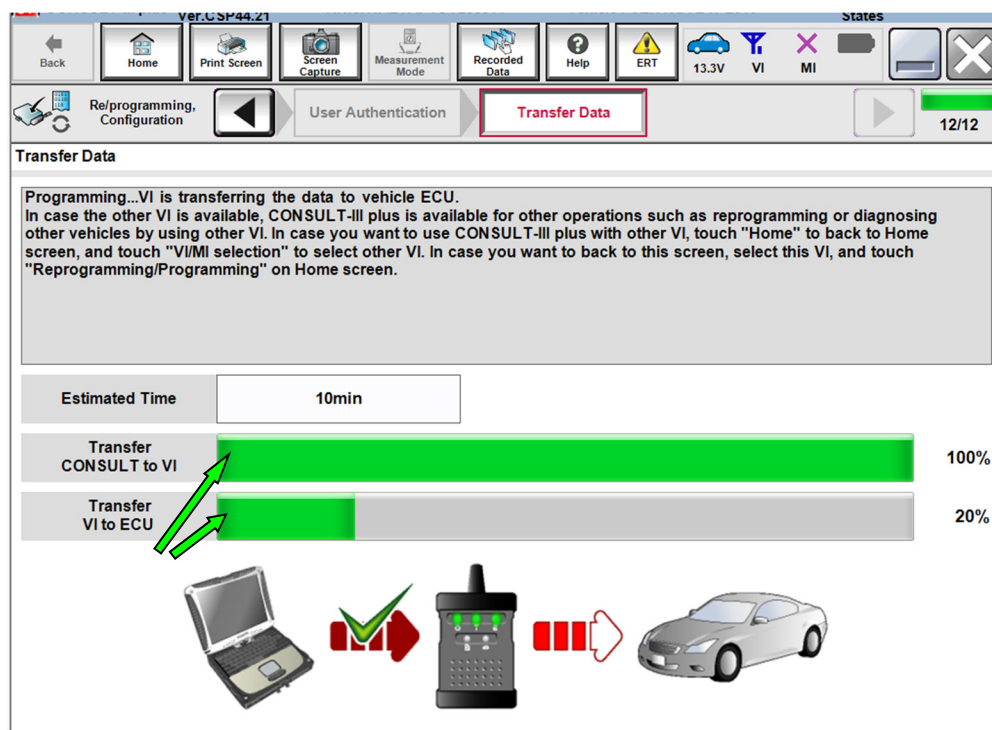 Ver.CSP44.21
States
Back
Home
Print Screen
Screen
Capture
Measurement
Mode
Recorded
Data
Help
ERT
13.3V
VI
MI
Re/programming,
Configuration
User Authentication
Transfer Data
12/12
Transfer Data
Programming...VI is transferring the data to vehicle ECU.
In case the other VI is available, CONSULT-III plus is available for other operations such as reprogramming or diagnosing
other vehicles by using other VI. In case you want to use CONSULT-III plus with other VI, touch "Home" to back to Home
screen, and touch "VI/MI selection" to select other VI. In case you want to back to this screen, select this VI, and touch
"Reprogramming/Programming" on Home screen.
Estimated Time
10min
Transfer
CONSULT to VI
100%
Transfer
VI to ECU
20%